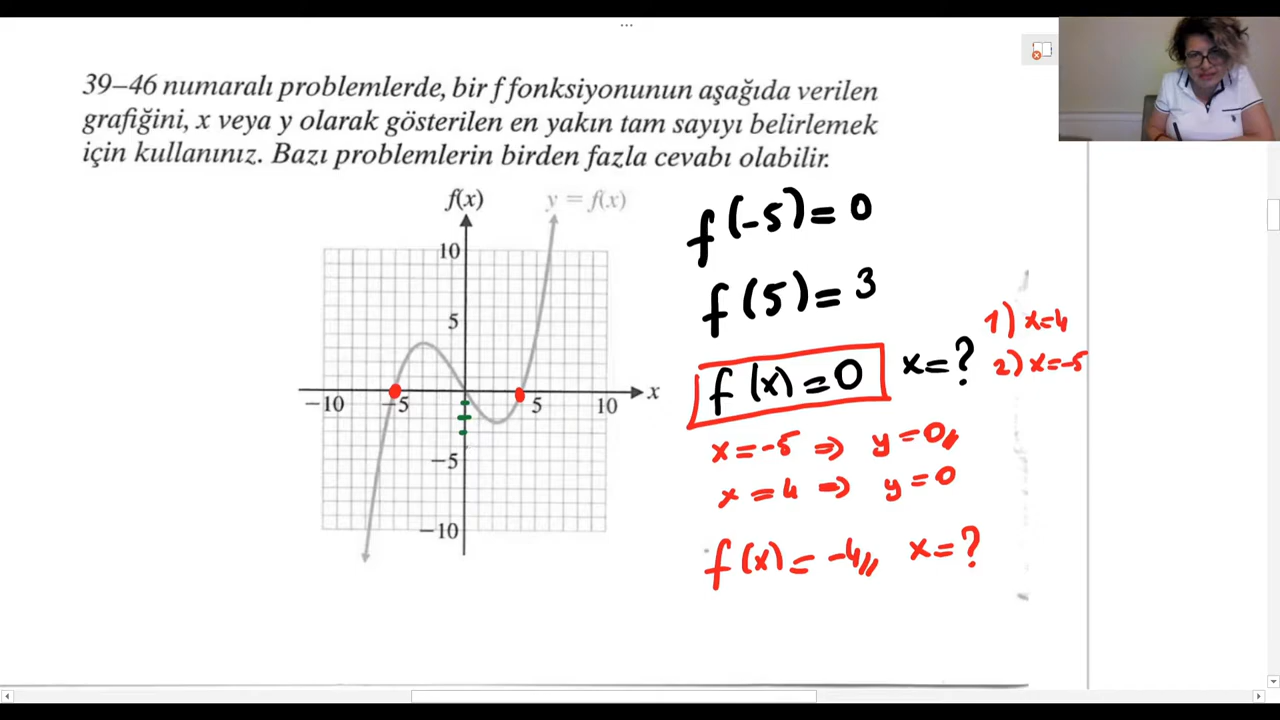 39–46 numaralı problemlerde, bir f fonksiyonunun aşağıda verilen
grafiğini, x veya y olarak gösterilen en yakın tam sayıyı belirlemek
için kullanınız. Bazı problemlerin birden fazla cevabı olabilir.
f(x)
y = f(x)
10
5
-10
-5
5
10
x
-5
-10
f(-5)=0
f(5)=3
f(x)=0 x=?
1) x=4
2) x=-5
x=-5 ⇒ y=0
x=4 ⇒ y=0
f(x)=-4 x=?